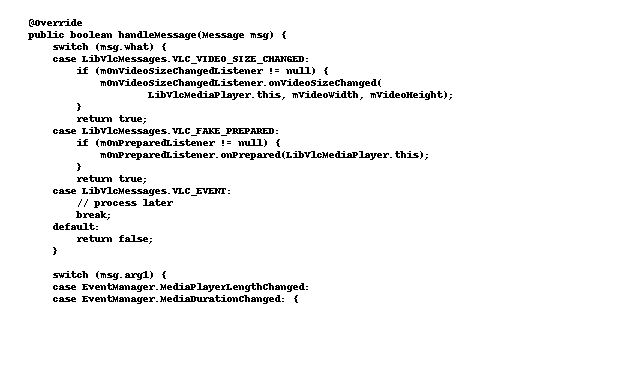 @Override
public boolean handleMessage(Message msg) {
    switch (msg.what) {
    case LibVlcMessages.VLC_VIDEO_SIZE_CHANGED:
        if (mOnVideoSizeChangedListener != null) {
            mOnVideoSizeChangedListener.onVideoSizeChanged(
                    LibVlcMediaPlayer.this, mVideoWidth, mVideoHeight);
        }
        return true;
    case LibVlcMessages.VLC_FAKE_PREPARED:
        if (mOnPreparedListener != null) {
            mOnPreparedListener.onPrepared(LibVlcMediaPlayer.this);
        }
        return true;
    case LibVlcMessages.VLC_EVENT:
        // process later
        break;
    default:
        return false;
    }

    switch (msg.arg1) {
    case EventManager.MediaPlayerLengthChanged:
    case EventManager.MediaDurationChanged: {